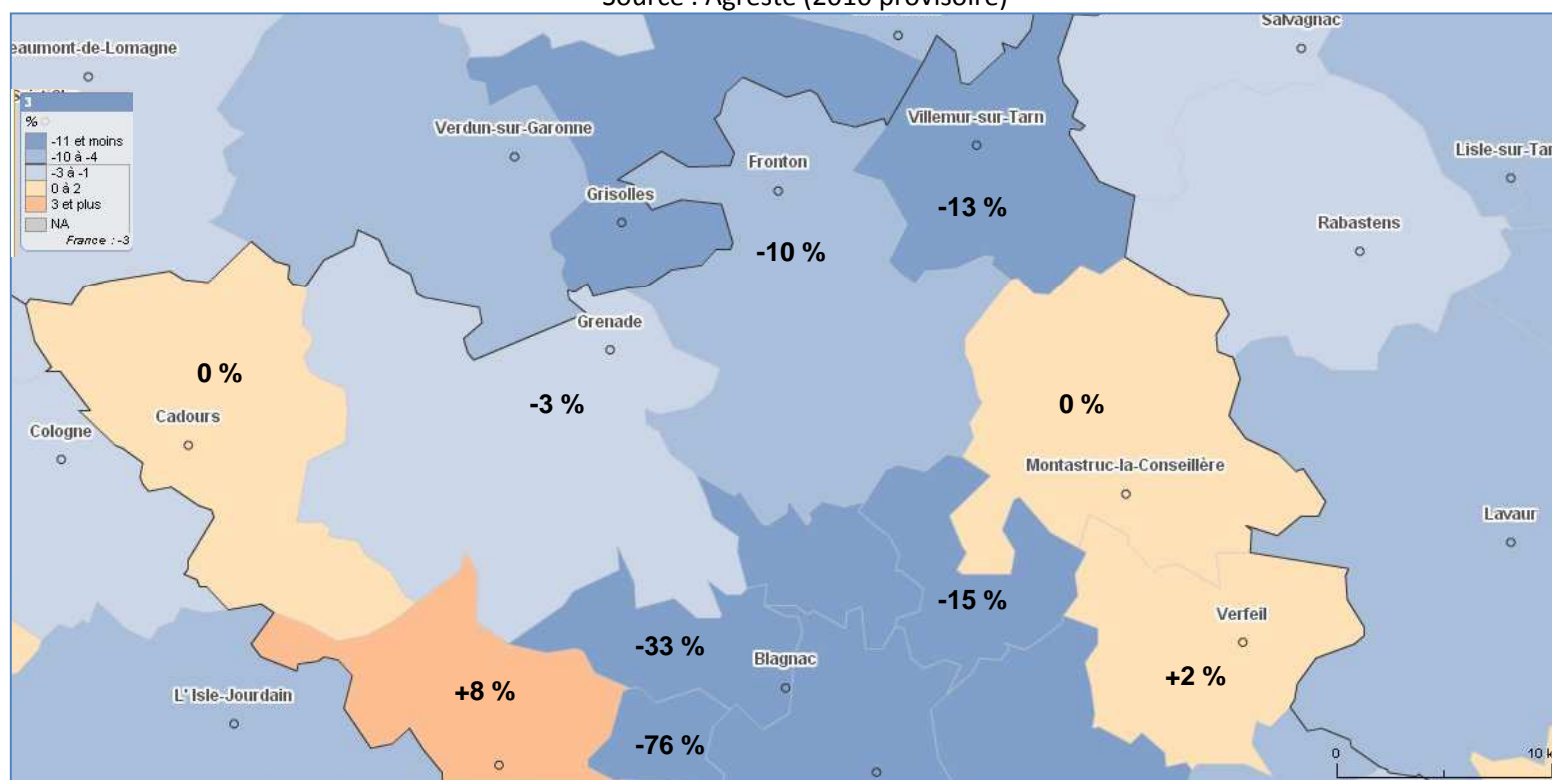 Source : Agreste (2010 provisoire)
Salvagnac
eaumont-de-Lomagne
3
%
-11 et moins
-10 à -4
-3 à -1
0 à 2
3 et plus
NA
France : -3
Villemur-sur-Tarn
Verdun-sur-Garonne
Fronton
Lisle-sur-Tar
Grisolles
-13 %
Rabastens
-10 %
Grenade
0 %
-3 %
0 %
Cadours
Cologne
Montastruc-la-Conseillère
Lavaur
-15 %
Verfeil
-33 %
Blagnac
+2 %
L' Isle-Jourdain
+8 %
-76 %
0
10 k